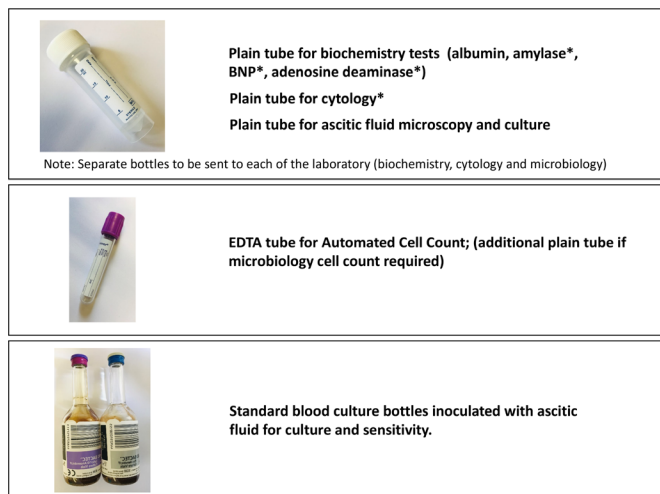 Plain tube for biochemistry tests (albumin, amylase*,
BNP*, adenosine deaminase*)
Plain tube for cytology*
Plain tube for ascitic fluid microscopy and culture
Note: Separate bottles to be sent to each of the laboratory (biochemistry, cytology and microbiology)
EDTA tube for Automated Cell Count; (additional plain tube if
microbiology cell count required)
Standard blood culture bottles inoculated with ascitic
fluid for culture and sensitivity.